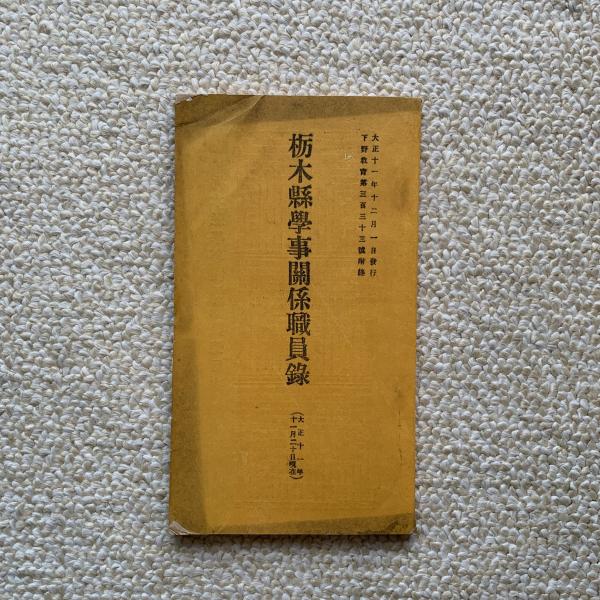 大正十一年十二月一日發行
下野敎育第三百三十三號附錄
栃木縣學事關係職員錄
（大正十一年
十一月二十日現在）